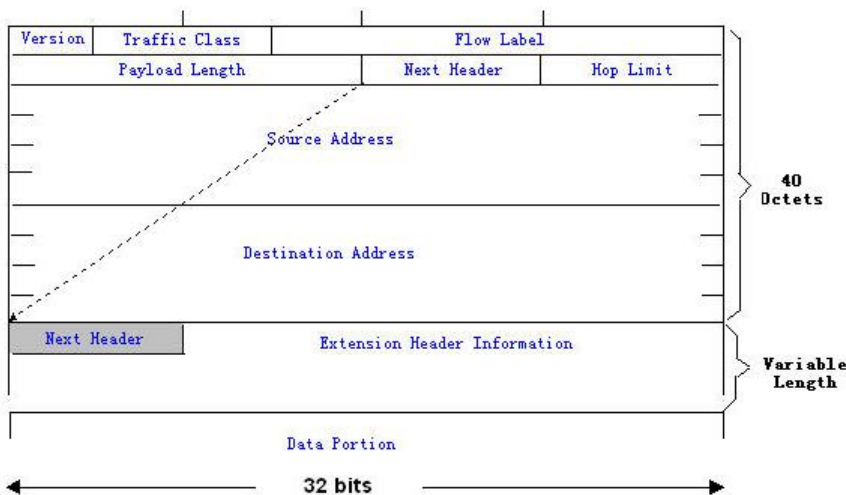 Version Traffic Class Flow Label
Payload Length Next Header Hop Limit
Source Address
40
Octets
Destination Address
Next Header Extension Header Information
Variable
Length
Data Portion
32 bits